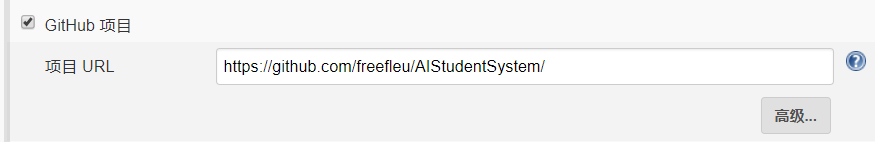 GitHub 项目
项目 URL https://github.com/freefleu/AIStudentSystem/
高级...